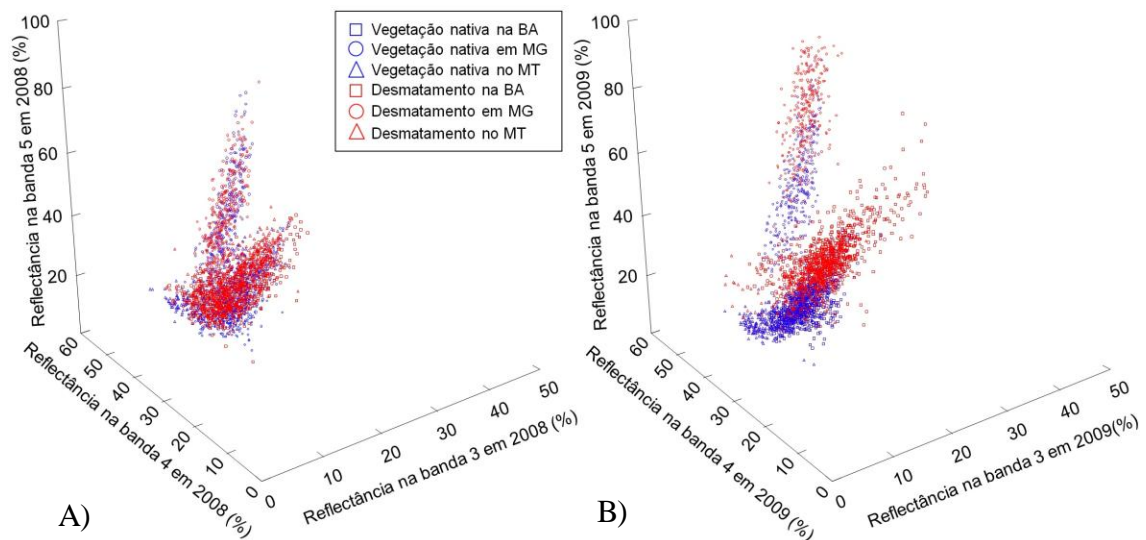 100
80
60
40
20
Reflectância na banda 5 em 2008 (%)
60
50
40
30
20
10
0
Reflectância na banda 4 em 2008 (%)
0
10
20
30
40
50
Reflectância na banda 3 em 2008 (%)
A)
Vegetação nativa na BA
Vegetação nativa em MG
Vegetação nativa no MT
Desmatamento na BA
Desmatamento em MG
Desmatamento no MT
100
80
60
40
20
Reflectância na banda 5 em 2009 (%)
60
50
40
30
20
10
0
Reflectância na banda 4 em 2009 (%)
0
10
20
30
40
50
Reflectância na banda 3 em 2009(%)
B)